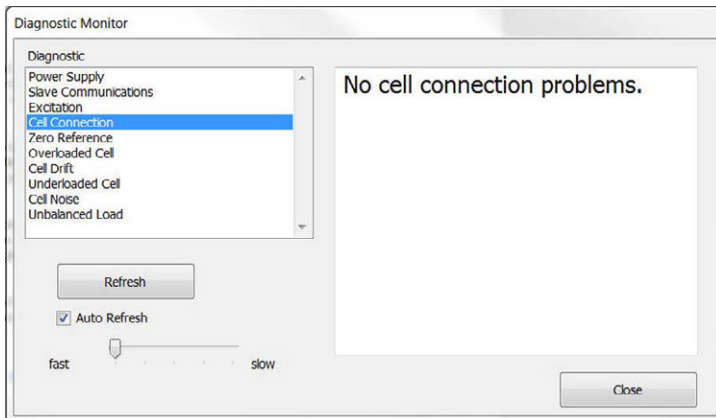 Diagnostic Monitor
Diagnostic
Power Supply
Slave Communications
Excitation
Cell Connection
Zero Reference
Overloaded Cell
Cell Drift
Underloaded Cell
Cell Noise
Unbalanced Load
No cell connection problems.
Refresh
Auto Refresh
fast slow
Close